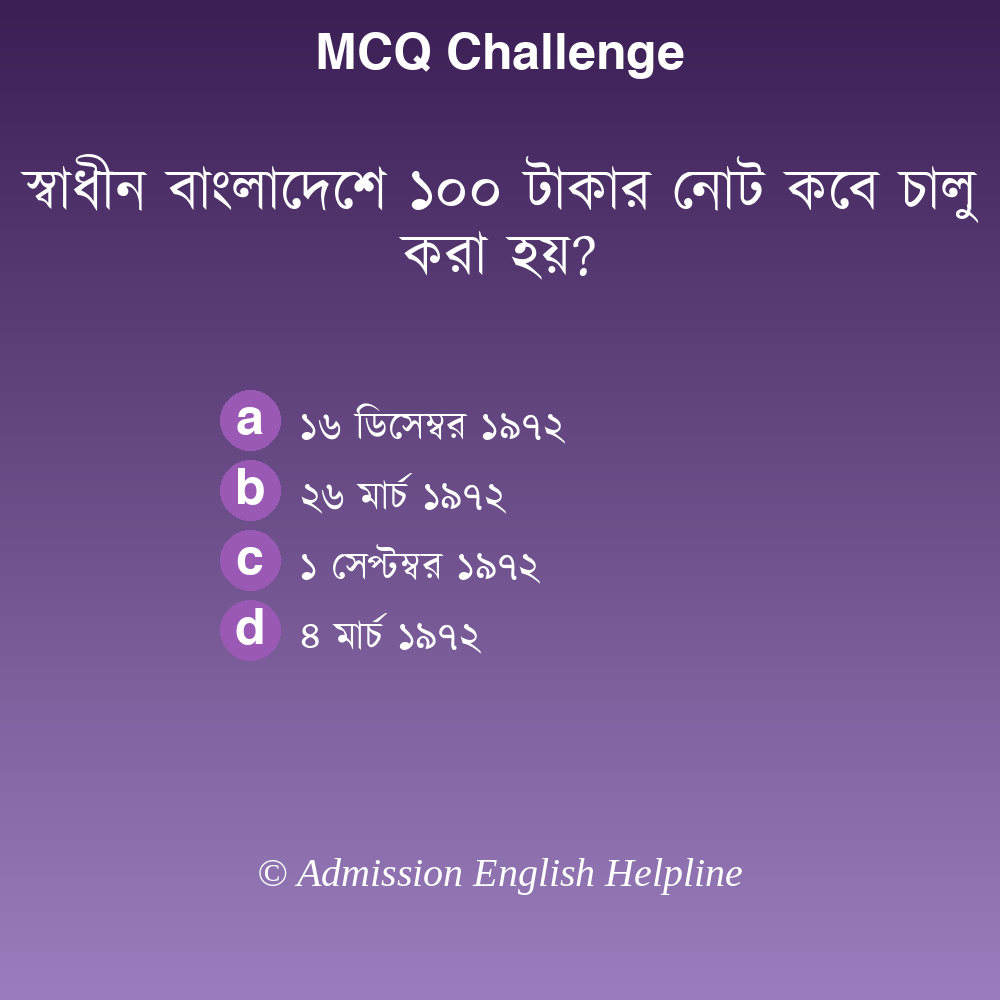 MCQ Challenge
স্বাধীন বাংলাদেশে ১০০ টাকার নোট কবে চালু
করা হয়?
a ১৬ ডিসেম্বর ১৯৭২
b ২৬ মার্চ ১৯৭২
c ১ সেপ্টম্বর ১৯৭২
d ৪ মার্চ ১৯৭২
© Admission English Helpline